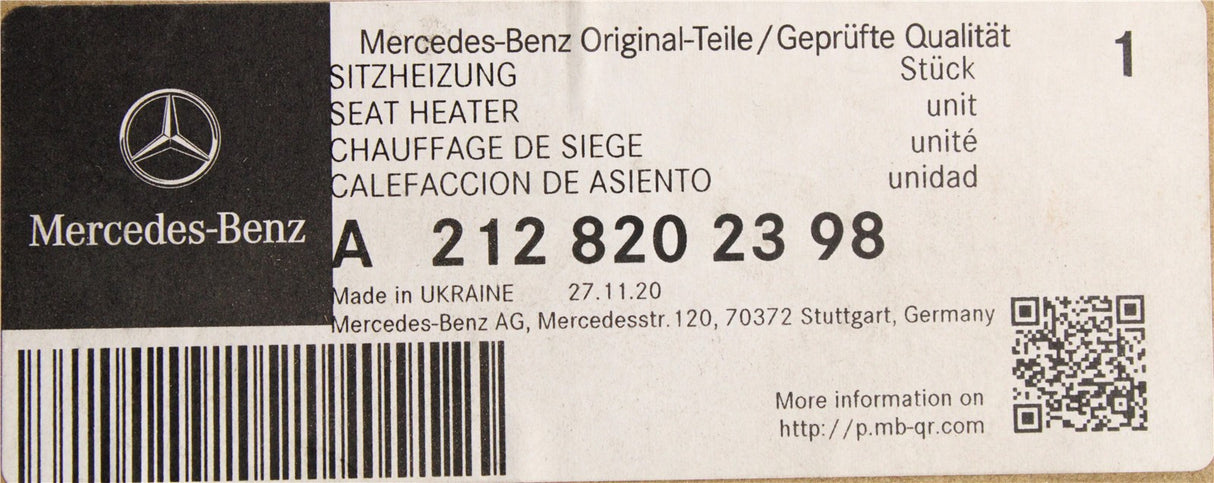 Mercedes-Benz
Mercedes-Benz Original-Teile/Geprüfte Qualität
SITZHEIZUNG Stück 1
SEAT HEATER unit
CHAUFFAGE DE SIEGE unité
CALEFACCION DE ASIENTO unidad
A 212 820 23 98
Made in UKRAINE 27.11.20
Mercedes-Benz AG, Mercedesstr.120, 70372 Stuttgart, Germany
More information on
http://p.mb-qr.com